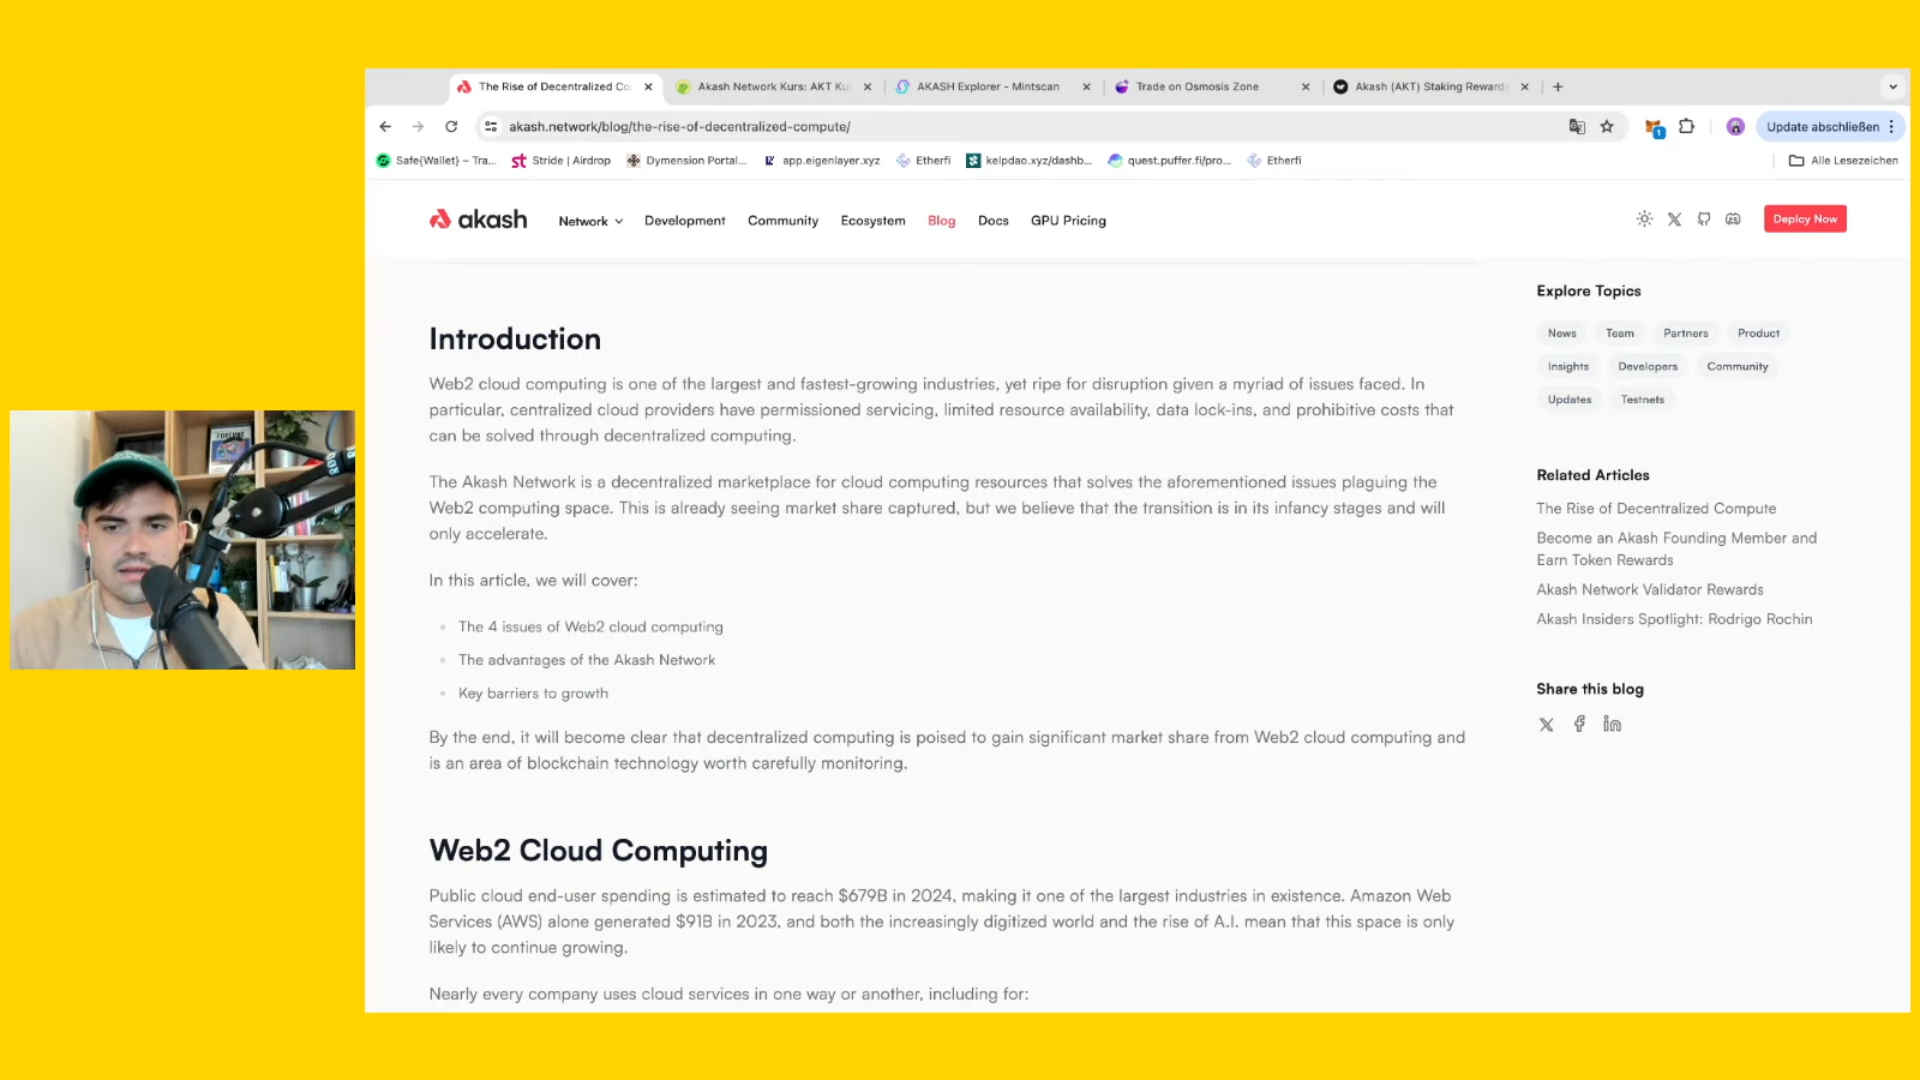 The Rise of Decentralized Co
Akash Network Kurs: AKT Ku
AKASH Explorer - Mintscan
Trade on Osmosis Zone
Akash (AKT) Staking Reward
akash.network/blog/the-rise-of-decentralized-compute/
1
Update abschließen
Safe{Wallet} – Tra...
Stride | Airdrop
Dymension Portal...
app.eigenlayer.xyz
Etherfi
kelpdao.xyz/dashb...
quest.puffer.fi/pro...
Etherfi
Alle Lesezeichen
akash
Network
Development
Community
Ecosystem
Blog
Docs
GPU Pricing
Deploy Now
Introduction
Web2 cloud computing is one of the largest and fastest-growing industries, yet ripe for disruption given a myriad of issues faced. In
particular, centralized cloud providers have permissioned servicing, limited resource availability, data lock-ins, and prohibitive costs that
can be solved through decentralized computing.
The Akash Network is a decentralized marketplace for cloud computing resources that solves the aforementioned issues plaguing the
Web2 computing space. This is already seeing market share captured, but we believe that the transition is in its infancy stages and will
only accelerate.
In this article, we will cover:
The 4 issues of Web2 cloud computing
The advantages of the Akash Network
Key barriers to growth
By the end, it will become clear that decentralized computing is poised to gain significant market share from Web2 cloud computing and
is an area of blockchain technology worth carefully monitoring.
Web2 Cloud Computing
Public cloud end-user spending is estimated to reach $679B in 2024, making it one of the largest industries in existence. Amazon Web
Services (AWS) alone generated $91B in 2023, and both the increasingly digitized world and the rise of A.I. mean that this space is only
likely to continue growing.
Nearly every company uses cloud services in one way or another, including for:
Explore Topics
News
Team
Partners
Product
Insights
Developers
Community
Updates
Testnets
Related Articles
The Rise of Decentralized Compute
Become an Akash Founding Member and
Earn Token Rewards
Akash Network Validator Rewards
Akash Insiders Spotlight: Rodrigo Rochin
Share this blog
FORTUNE